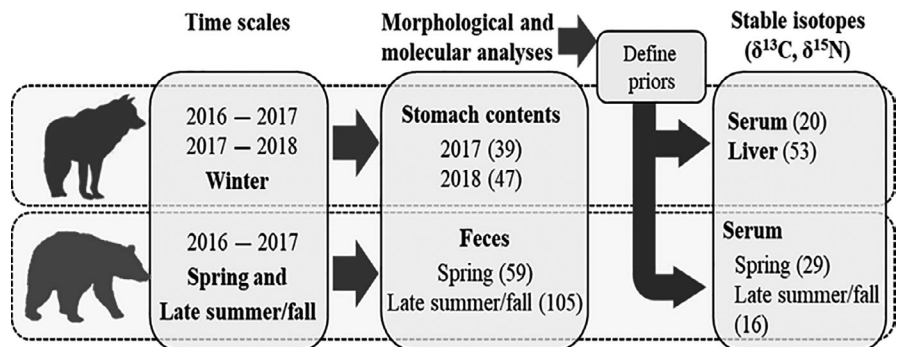 Time scales
Morphological and
molecular analyses
Define
priors
Stable isotopes
(δ¹³C, δ¹⁵N)
2016 — 2017
2017 — 2018
Winter
Stomach contents
2017 (39)
2018 (47)
Serum (20)
Liver (53)
2016 — 2017
Spring and
Late summer/fall
Feces
Spring (59)
Late summer/fall (105)
Serum
Spring (29)
Late summer/fall
(16)